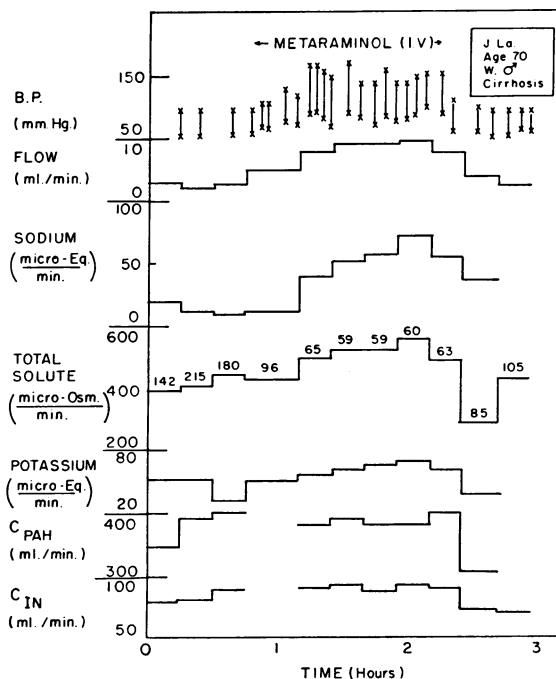 ← METARAMINOL (I.V) →
J La.
Age 70
W. ♂
Cirrhosis
150
B.P.
(mm.Hg.)
50
10
FLOW
(ml./min.)
0
100
SODIUM
(micro-Eq./min.)
50
0
600
TOTAL
SOLUTE
(micro-Osm./min.)
400
200
142 215 180 96 65 59 59 60 63 85 105
80
POTASSIUM
(micro-Eq./min.)
20
400
C PAH
(ml./min.)
300
100
C IN
(ml./min.)
50
0 1 2 3
TIME (Hours)